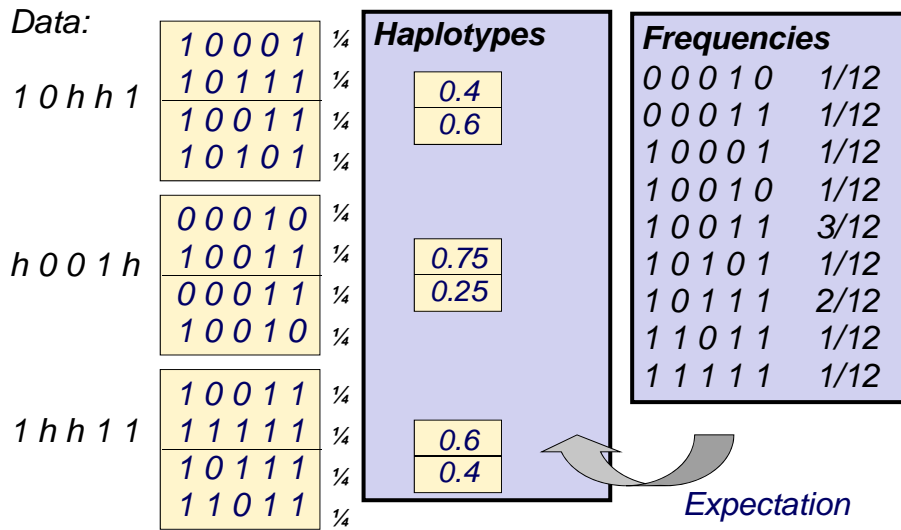 Data:
1 0 h h 1
1 0 0 0 1 ¼
1 0 1 1 1 ¼
1 0 0 1 1 ¼
1 0 1 0 1 ¼
h 0 0 1 h
0 0 0 1 0 ¼
1 0 0 1 1 ¼
0 0 0 1 1 ¼
1 0 0 1 0 ¼
1 h h 1 1
1 0 0 1 1 ¼
1 1 1 1 1 ¼
1 0 1 1 1 ¼
1 1 0 1 1 ¼
Haplotypes
0.4
0.6
0.75
0.25
0.6
0.4
Frequencies
0 0 0 1 0 1/12
0 0 0 1 1 1/12
1 0 0 0 1 1/12
1 0 0 1 0 1/12
1 0 0 1 1 3/12
1 0 1 0 1 1/12
1 0 1 1 1 2/12
1 1 0 1 1 1/12
1 1 1 1 1 1/12
Expectation